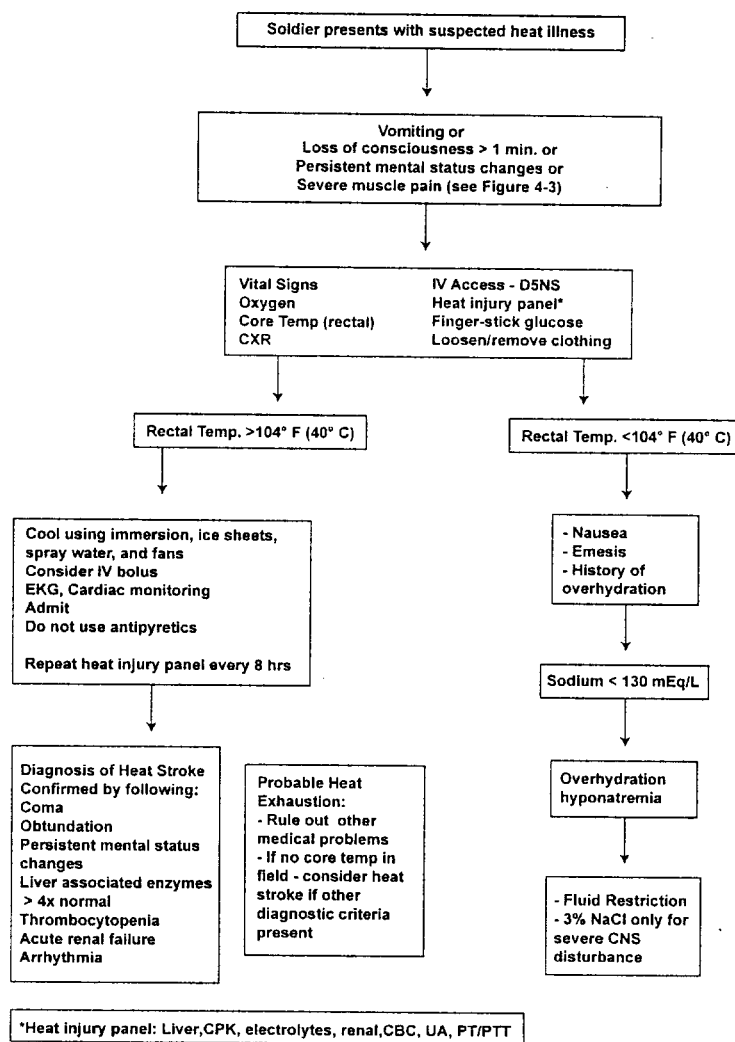 Soldier presents with suspected heat illness
Vomiting or
Loss of consciousness > 1 min. or
Persistent mental status changes or
Severe muscle pain (see Figure 4-3)
Vital Signs
Oxygen
Core Temp (rectal)
CXR
IV Access - D5NS
Heat injury panel*
Finger-stick glucose
Loosen/remove clothing
Rectal Temp. >104° F (40° C)
Cool using immersion, ice sheets,
spray water, and fans
Consider IV bolus
EKG, Cardiac monitoring
Admit
Do not use antipyretics
Repeat heat injury panel every 8 hrs
Diagnosis of Heat Stroke
Confirmed by following:
Coma
Obtundation
Persistent mental status
changes
Liver associated enzymes
> 4x normal
Thrombocytopenia
Acute renal failure
Arrhythmia
Probable Heat
Exhaustion:
- Rule out other
medical problems
- If no core temp in
field - consider heat
stroke if other
diagnostic criteria
present
Rectal Temp. <104° F (40° C)
- Nausea
- Emesis
- History of
overhydration
Sodium < 130 mEq/L
Overhydration
hyponatremia
- Fluid Restriction
- 3% NaCl only for
severe CNS
disturbance
*Heat injury panel: Liver,CPK, electrolytes, renal,CBC, UA, PT/PTT